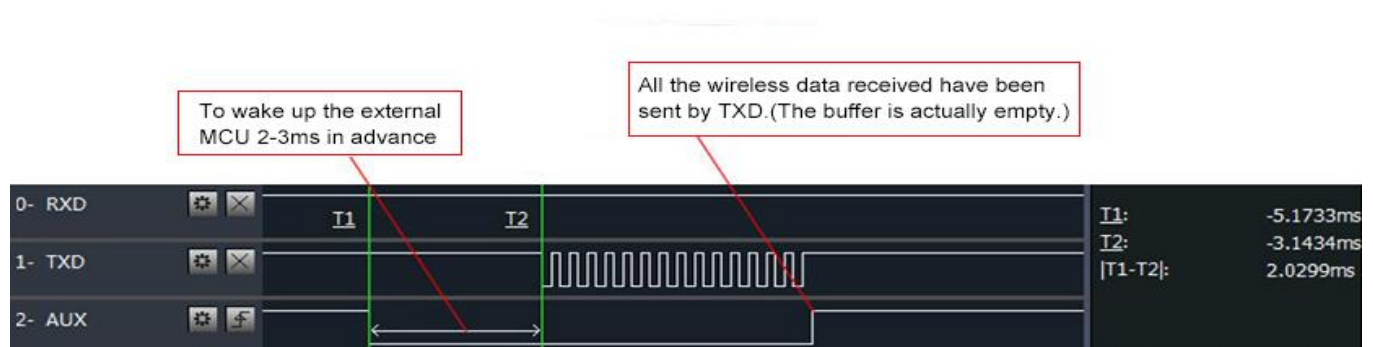 To wake up the external
MCU 2-3ms in advance
All the wireless data received have been
sent by TXD.(The buffer is actually empty.)
0- RXD
T1
T2
T1: -5.1733ms
T2: -3.1434ms
1- TXD
|T1-T2|: 2.0299ms
2- AUX